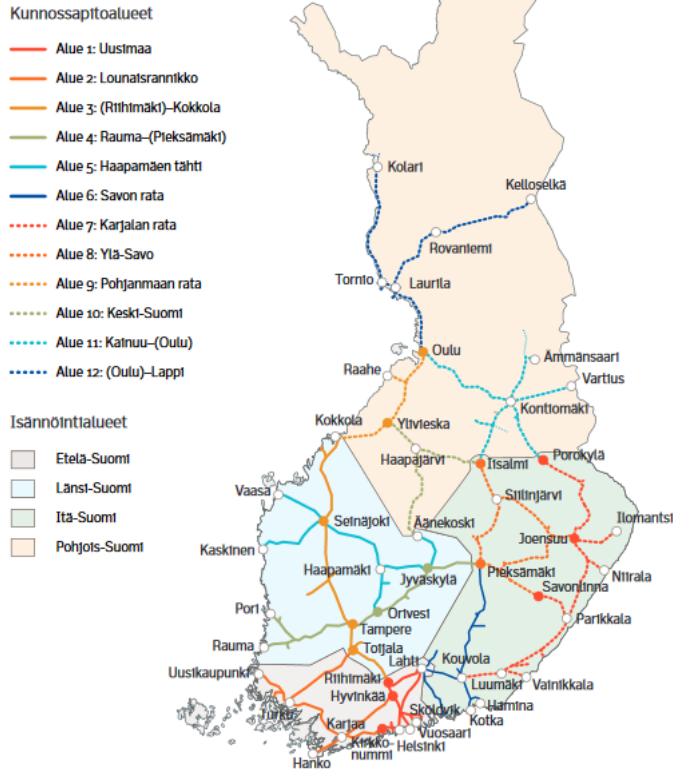 Kunnossapitoalueet
Alue 1: Uusimaa
Alue 2: Lounaisrannikko
Alue 3: (Riihimäki)–Kokkola
Alue 4: Rauma–(Pieksämäki)
Alue 5: Haapamäen tähti
Alue 6: Savon rata
Alue 7: Karjalan rata
Alue 8: Ylä-Savo
Alue 9: Pohjanmaan rata
Alue 10: Keski-Suomi
Alue 11: Kainuu–(Oulu)
Alue 12: (Oulu)–Lappi
Isännöintialueet
Etelä-Suomi
Länsi-Suomi
Itä-Suomi
Pohjois-Suomi
Kolari
Kelloselkä
Rovaniemi
Tornio
Laurila
Oulu
Ämmänsaari
Raahe
Vartius
Kontiomäki
Kokkola
Ylivieska
Haapajärvi
Iisalmi
Porokylä
Vaasa
Siilinjärvi
Ilomantsi
Seinäjoki
Äänekoski
Joensuu
Kaskinen
Haapamäki
Jyväskylä
Pieksämäki
Niirala
Savonlinna
Pori
Orivesi
Parikkala
Tampere
Rauma
Toijala
Lahti
Kouvola
Uusikaupunki
Riihimäki
Luumäki
Vainikkala
Hyvinkää
Sköldvik
Hamina
Turku
Kotka
Karjaa
Vuosaari
Kirkko-
nummi
Helsinki
Hanko